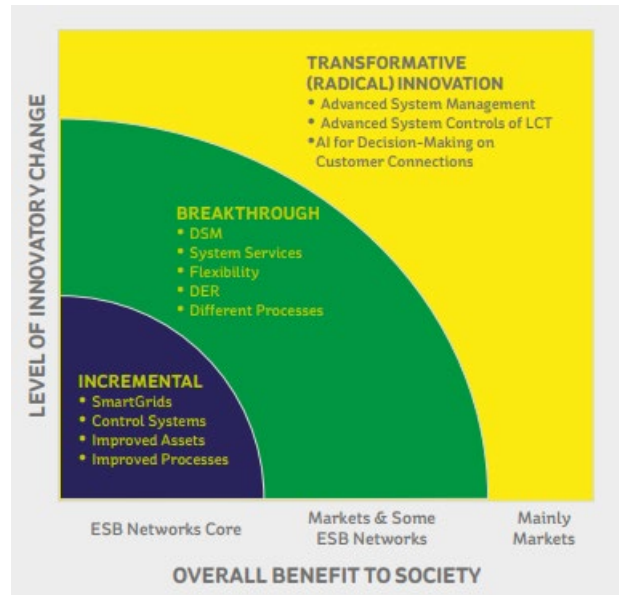 LEVEL OF INNOVATORY CHANGE
TRANSFORMATIVE
(RADICAL) INNOVATION
• Advanced System Management
• Advanced System Controls of LCT
•AI for Decision-Making on
Customer Connections
BREAKTHROUGH
• DSM
• System Services
• Flexibility
• DER
• Different Processes
INCREMENTAL
• SmartGrids
• Control Systems
• Improved Assets
• Improved Processes
ESB Networks Core
Markets & Some
ESB Networks
Mainly
Markets
OVERALL BENEFIT TO SOCIETY